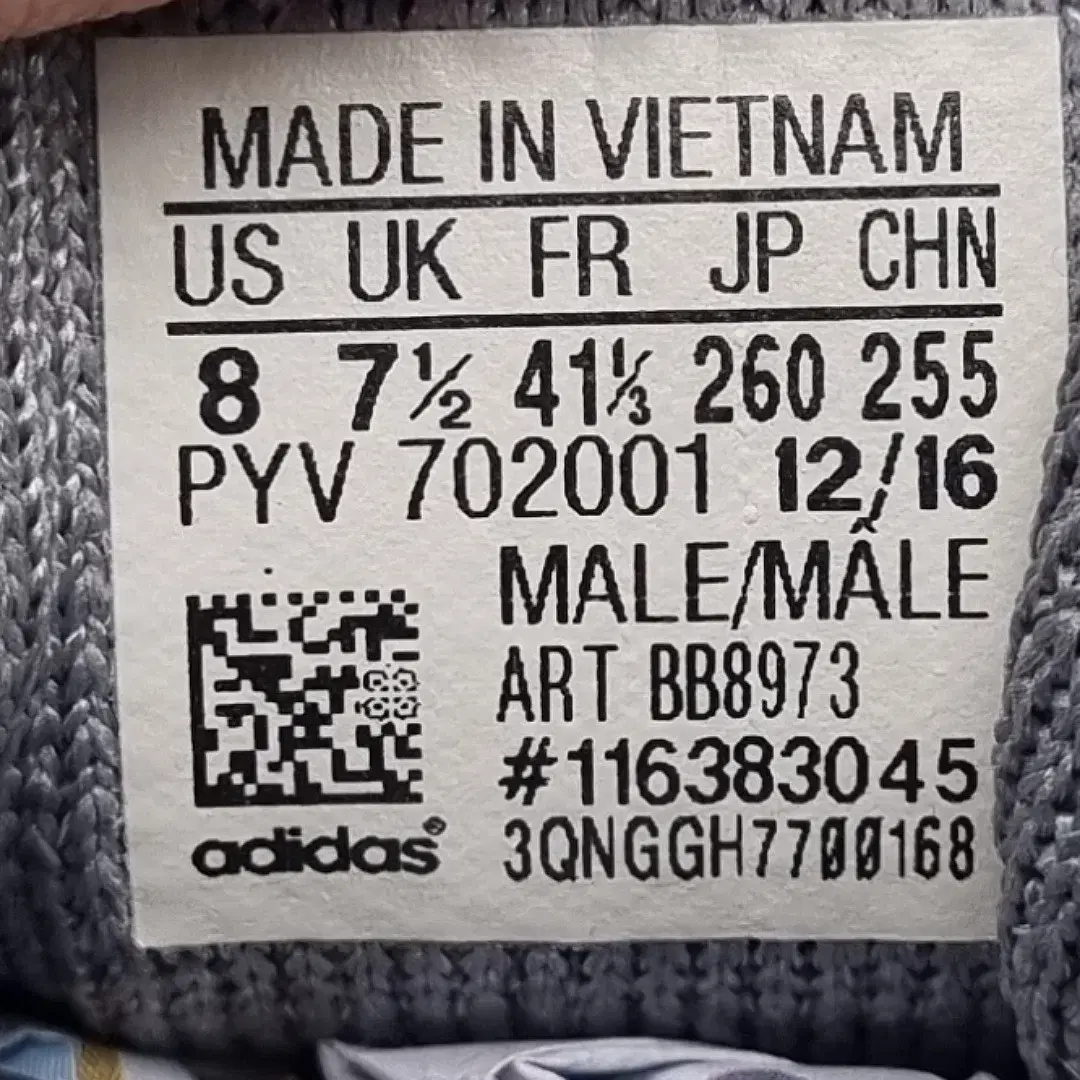 MADE IN VIETNAM
US UK FR JP CHN
8 7½ 41⅓ 260 255
PYV 702001 12/16
MALE/MÂLE
ART BB8973
#116383045
adidas® 3QNGGH7700168